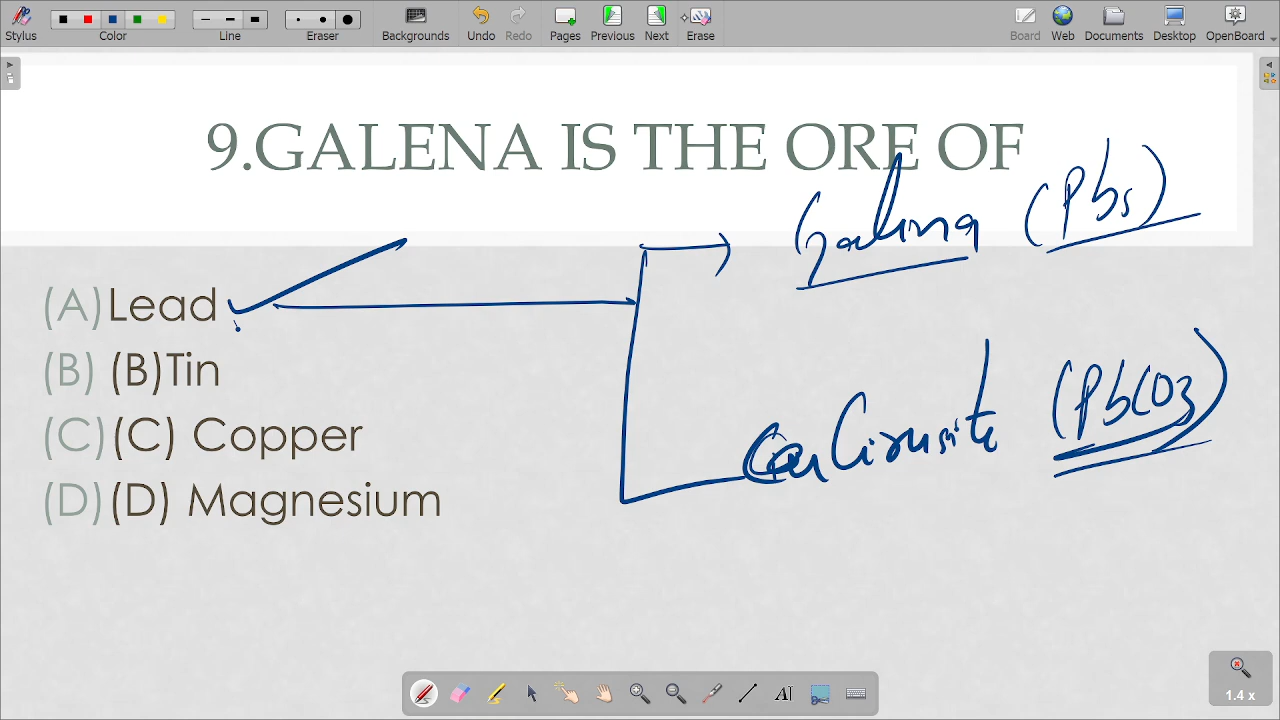 Stylus
Color
Line
Eraser
Backgrounds
Undo
Redo
Pages
Previous
Next
Erase
Board
Web
Documents
Desktop
OpenBoard
9.GALENA IS THE ORE OF
Galena (Pbs)
(A) Lead
(B) (B)Tin
(C) (C) Copper
(PbCO3)
(D) (D) Magnesium
1.4 x